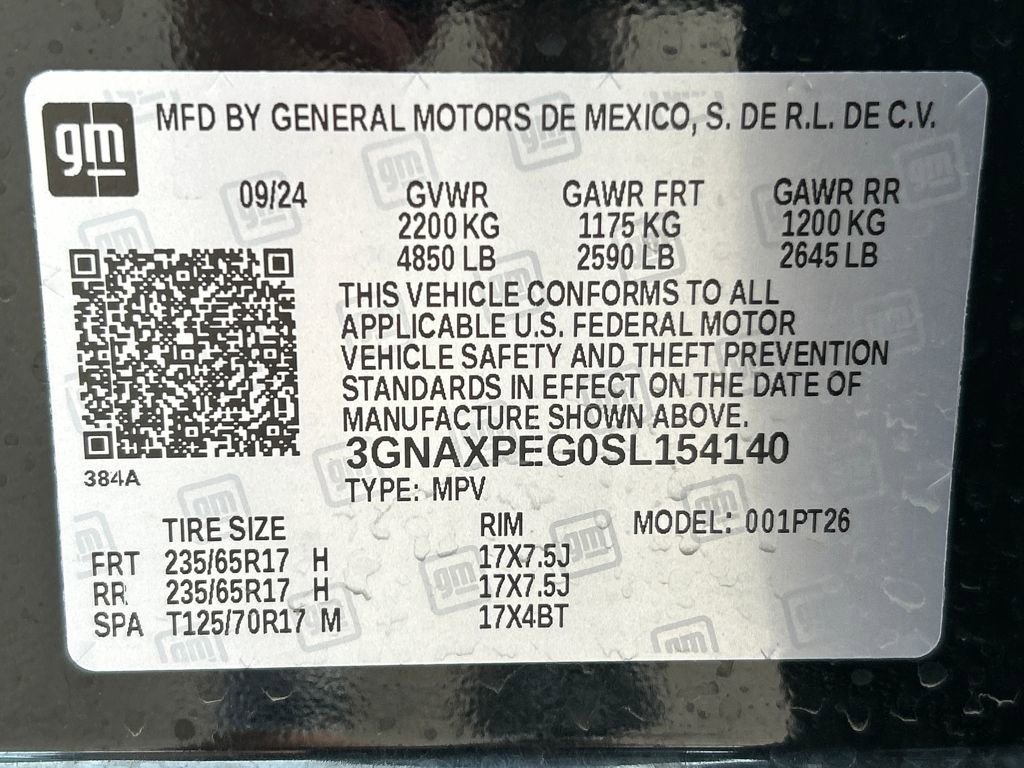 gm MFD BY GENERAL MOTORS DE MEXICO, S. DE R.L. DE C.V.
09/24 GVWR GAWR FRT GAWR RR
2200 KG 1175 KG 1200 KG
4850 LB 2590 LB 2645 LB
THIS VEHICLE CONFORMS TO ALL
APPLICABLE U.S. FEDERAL MOTOR
VEHICLE SAFETY AND THEFT PREVENTION
STANDARDS IN EFFECT ON THE DATE OF
MANUFACTURE SHOWN ABOVE.
3GNAXPEG0SL154140
384A
TYPE: MPV
TIRE SIZE RIM MODEL: 001PT26
FRT 235/65R17 H 17X7.5J
RR 235/65R17 H 17X7.5J
SPA T125/70R17 M 17X4BT